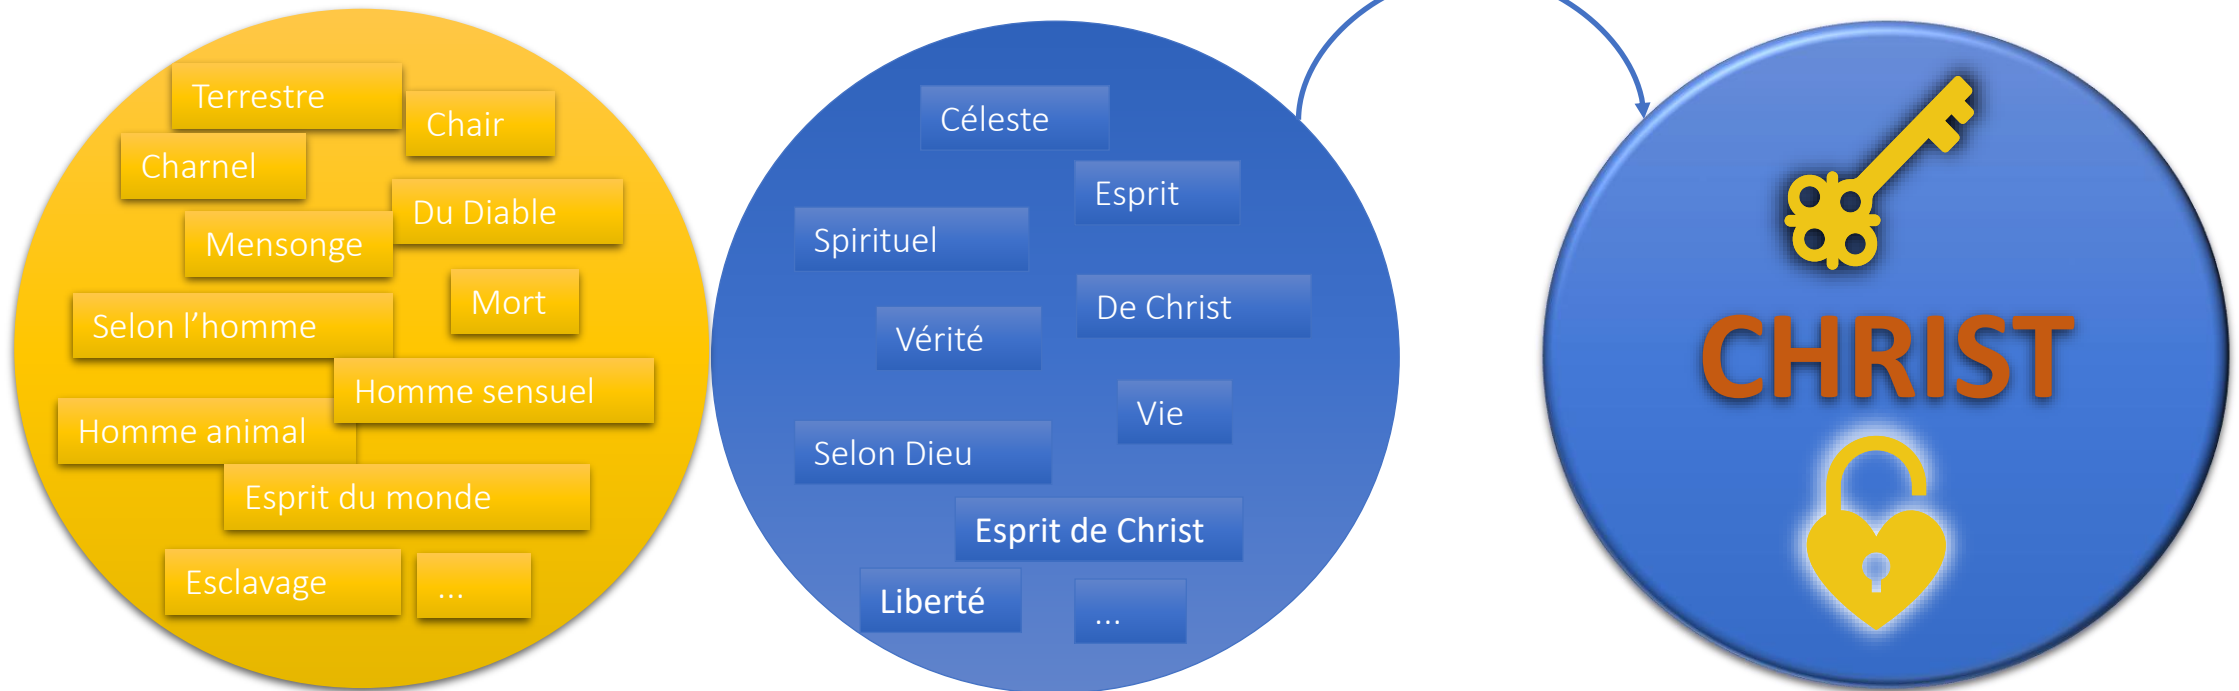 Terrestre
Chair
Charnel
Du Diable
Mensonge
Mort
Selon l’homme
Homme sensuel
Homme animal
Esprit du monde
Esclavage
...
Céleste
Esprit
Spirituel
De Christ
Vérité
Vie
Selon Dieu
Esprit de Christ
Liberté
...
CHRIST